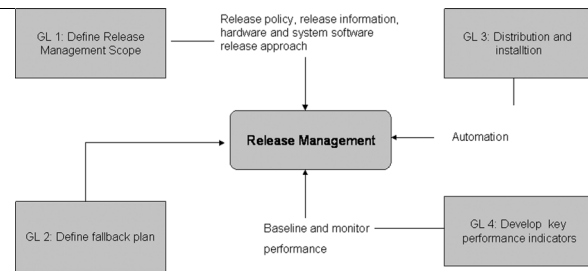 GL 1: Define Release
Management Scope
Release policy, release information,
hardware and system software
release approach
GL 3: Distribution and
installtion
Release Management
Automation
GL 2: Define fallback plan
Baseline and monitor
performance
GL 4: Develop key
performance indicators